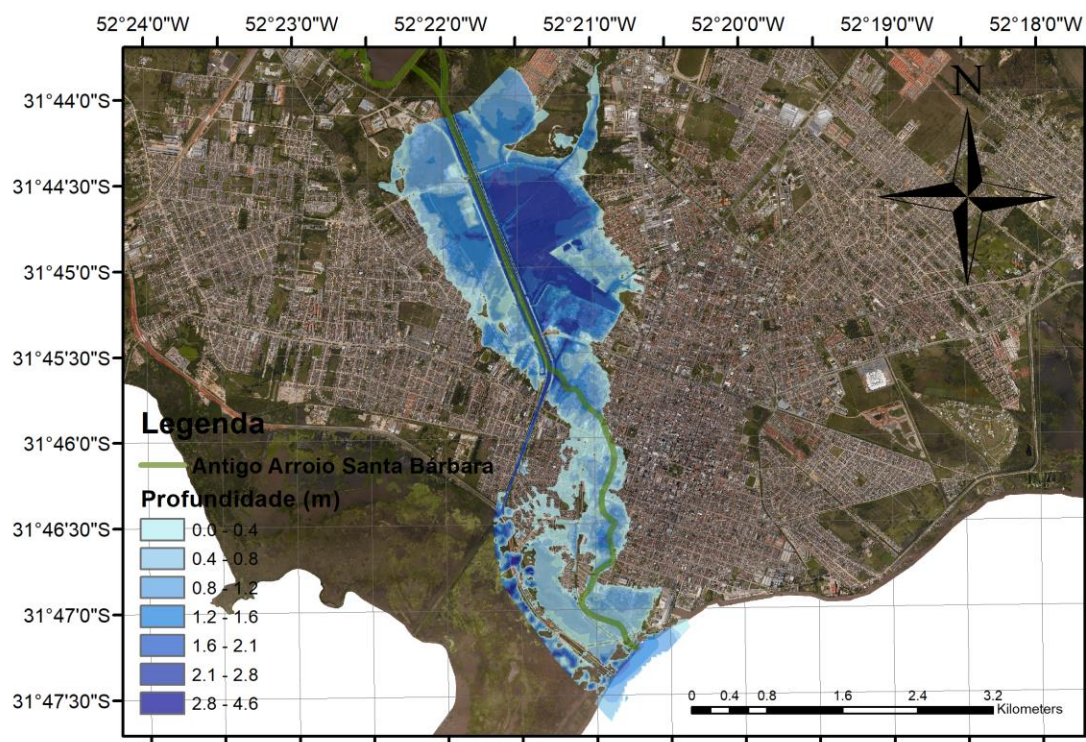 52°24'0"W 52°23'0"W 52°22'0"W 52°21'0"W 52°20'0"W 52°19'0"W 52°18'0"W
31°44'0"S
N
31°44'30"S
31°45'0"S
31°45'30"S
31°46'0"S
31°46'30"S
31°47'0"S
31°47'30"S
Legenda
Antigo Arroio Santa Bárbara
Profundidade (m)
0.0 - 0.4
0.4 - 0.8
0.8 - 1.2
1.2 - 1.6
1.6 - 2.1
2.1 - 2.8
2.8 - 4.6
0 0.4 0.8 1.6 2.4 3.2
Kilometers